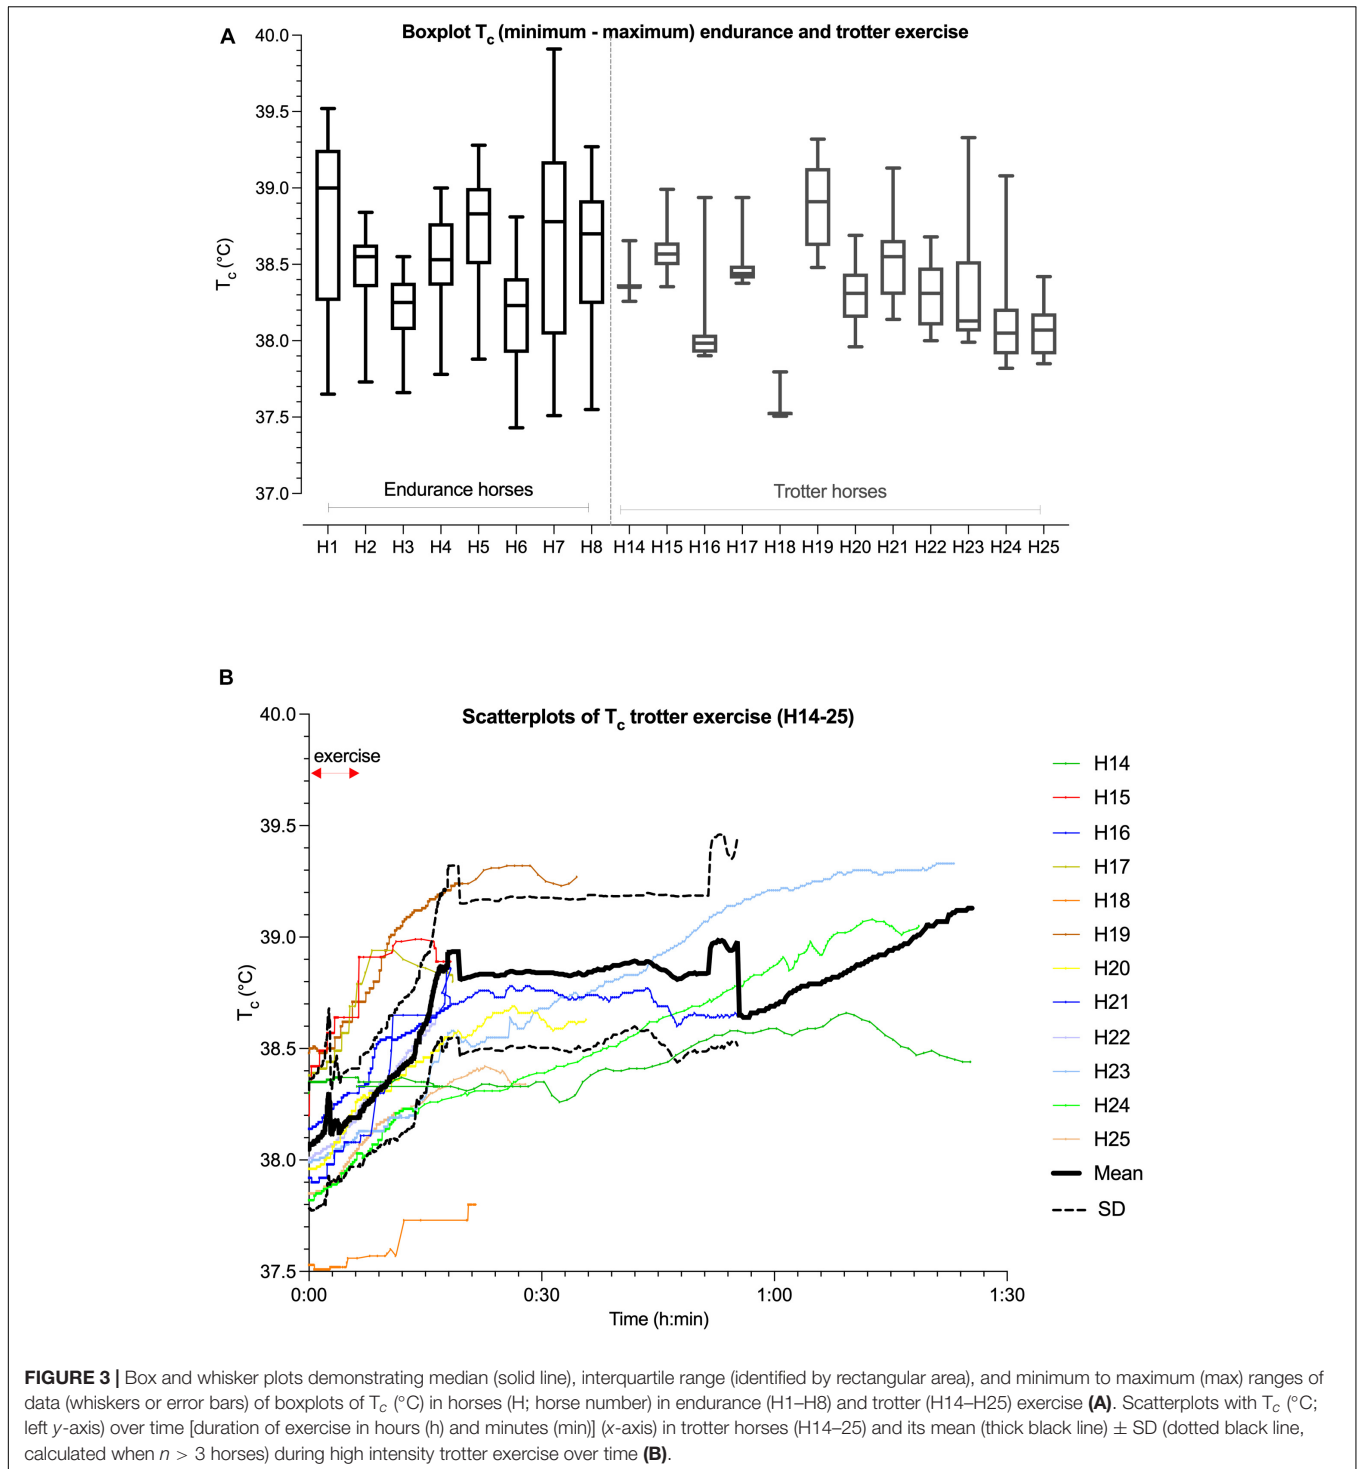 A
Boxplot Tc (minimum - maximum) endurance and trotter exercise
40.0
39.5
39.0
38.5
38.0
37.5
37.0
Tc (°C)
Endurance horses
Trotter horses
H1 H2 H3 H4 H5 H6 H7 H8 H14 H15 H16 H17 H18 H19 H20 H21 H22 H23 H24 H25
B
Scatterplots of Tc trotter exercise (H14-25)
40.0
39.5
39.0
38.5
38.0
37.5
Tc (°C)
exercise
0:00 0:30 1:00 1:30
Time (h:min)
H14
H15
H16
H17
H18
H19
H20
H21
H22
H23
H24
H25
Mean
SD
FIGURE 3 | Box and whisker plots demonstrating median (solid line), interquartile range (identified by rectangular area), and minimum to maximum (max) ranges of
data (whiskers or error bars) of boxplots of Tc (°C) in horses (H; horse number) in endurance (H1–H8) and trotter (H14–H25) exercise (A). Scatterplots with Tc (°C;
left y-axis) over time [duration of exercise in hours (h) and minutes (min)] (x-axis) in trotter horses (H14–25) and its mean (thick black line) ± SD (dotted black line,
calculated when n > 3 horses) during high intensity trotter exercise over time (B).